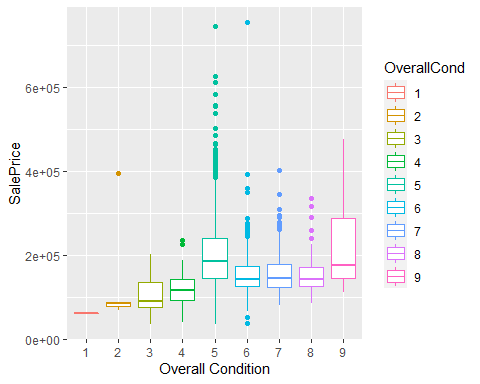 SalePrice
6e+05
4e+05
2e+05
0e+00
1 2 3 4 5 6 7 8 9
Overall Condition
OverallCond
1
2
3
4
5
6
7
8
9